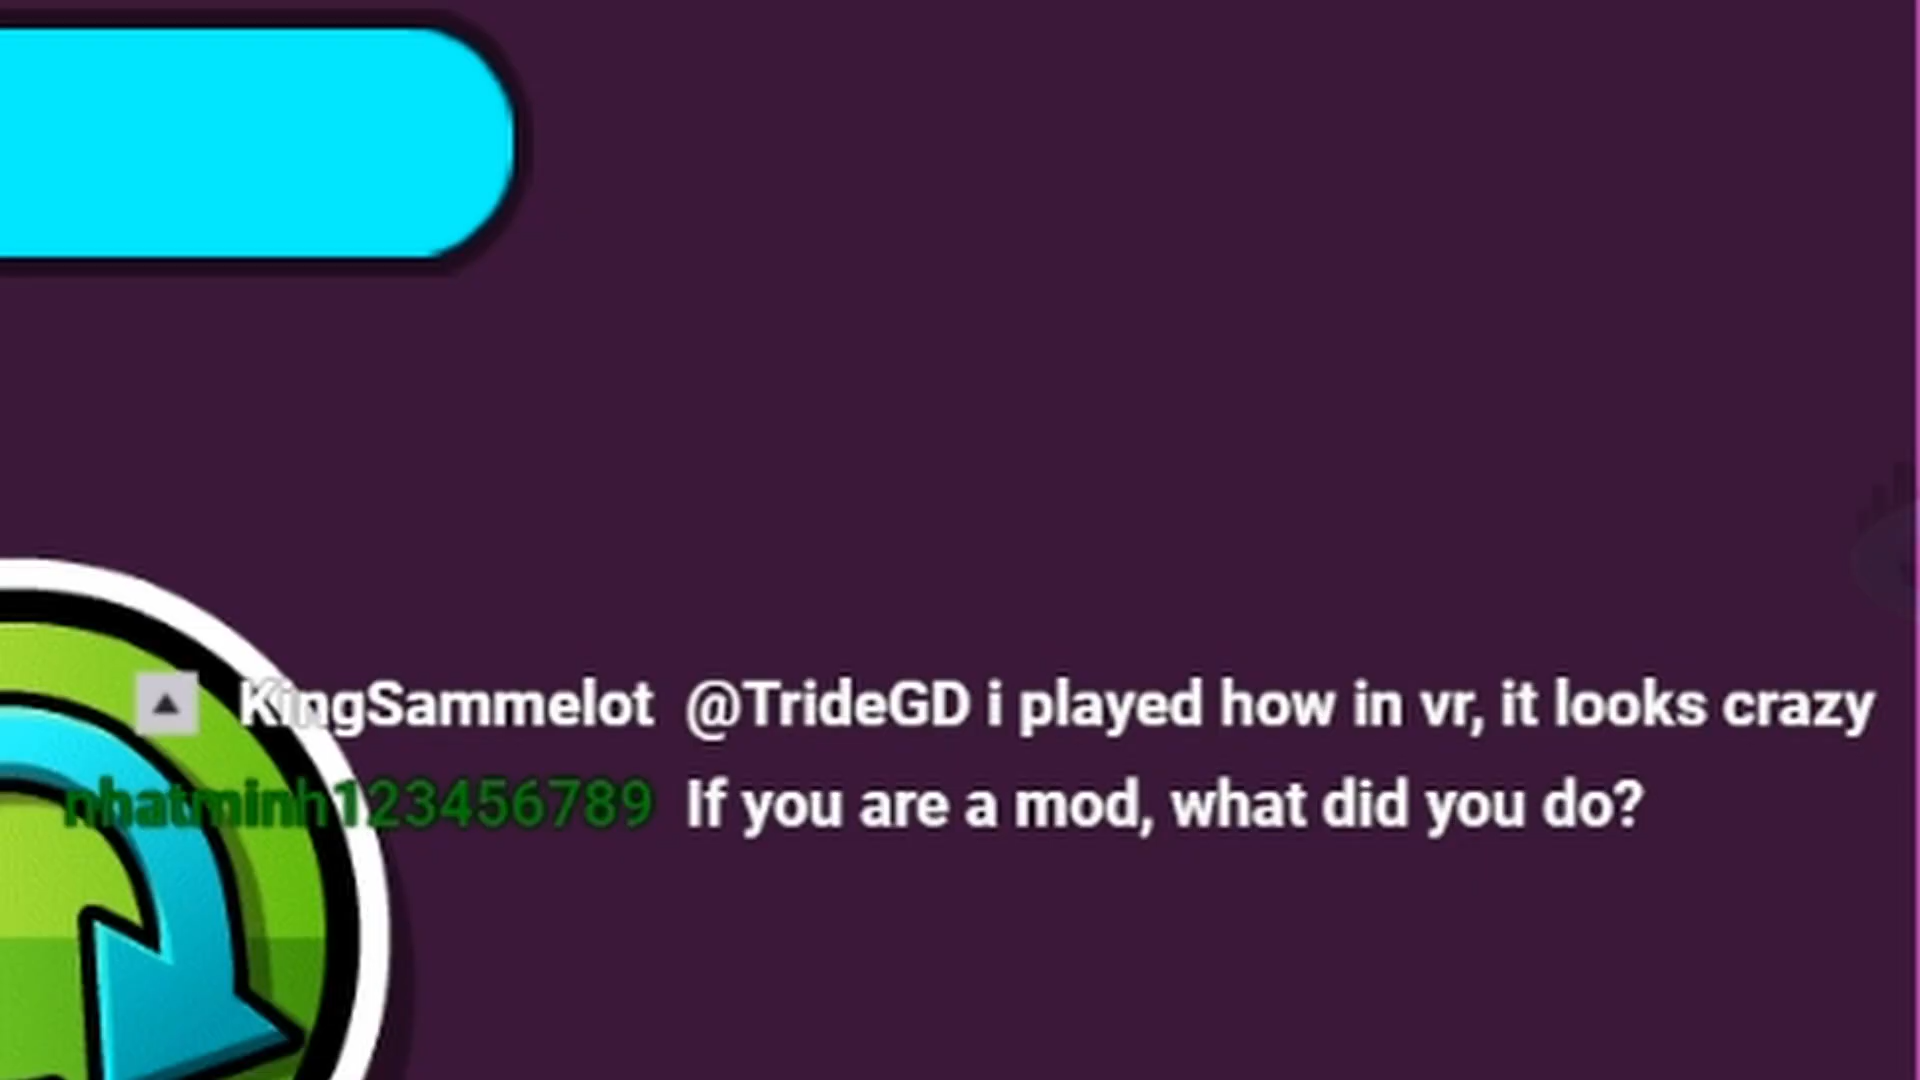 KingSammelot @TrideGD i played how in vr, it looks crazy
nhatminh123456789 If you are a mod, what did you do?